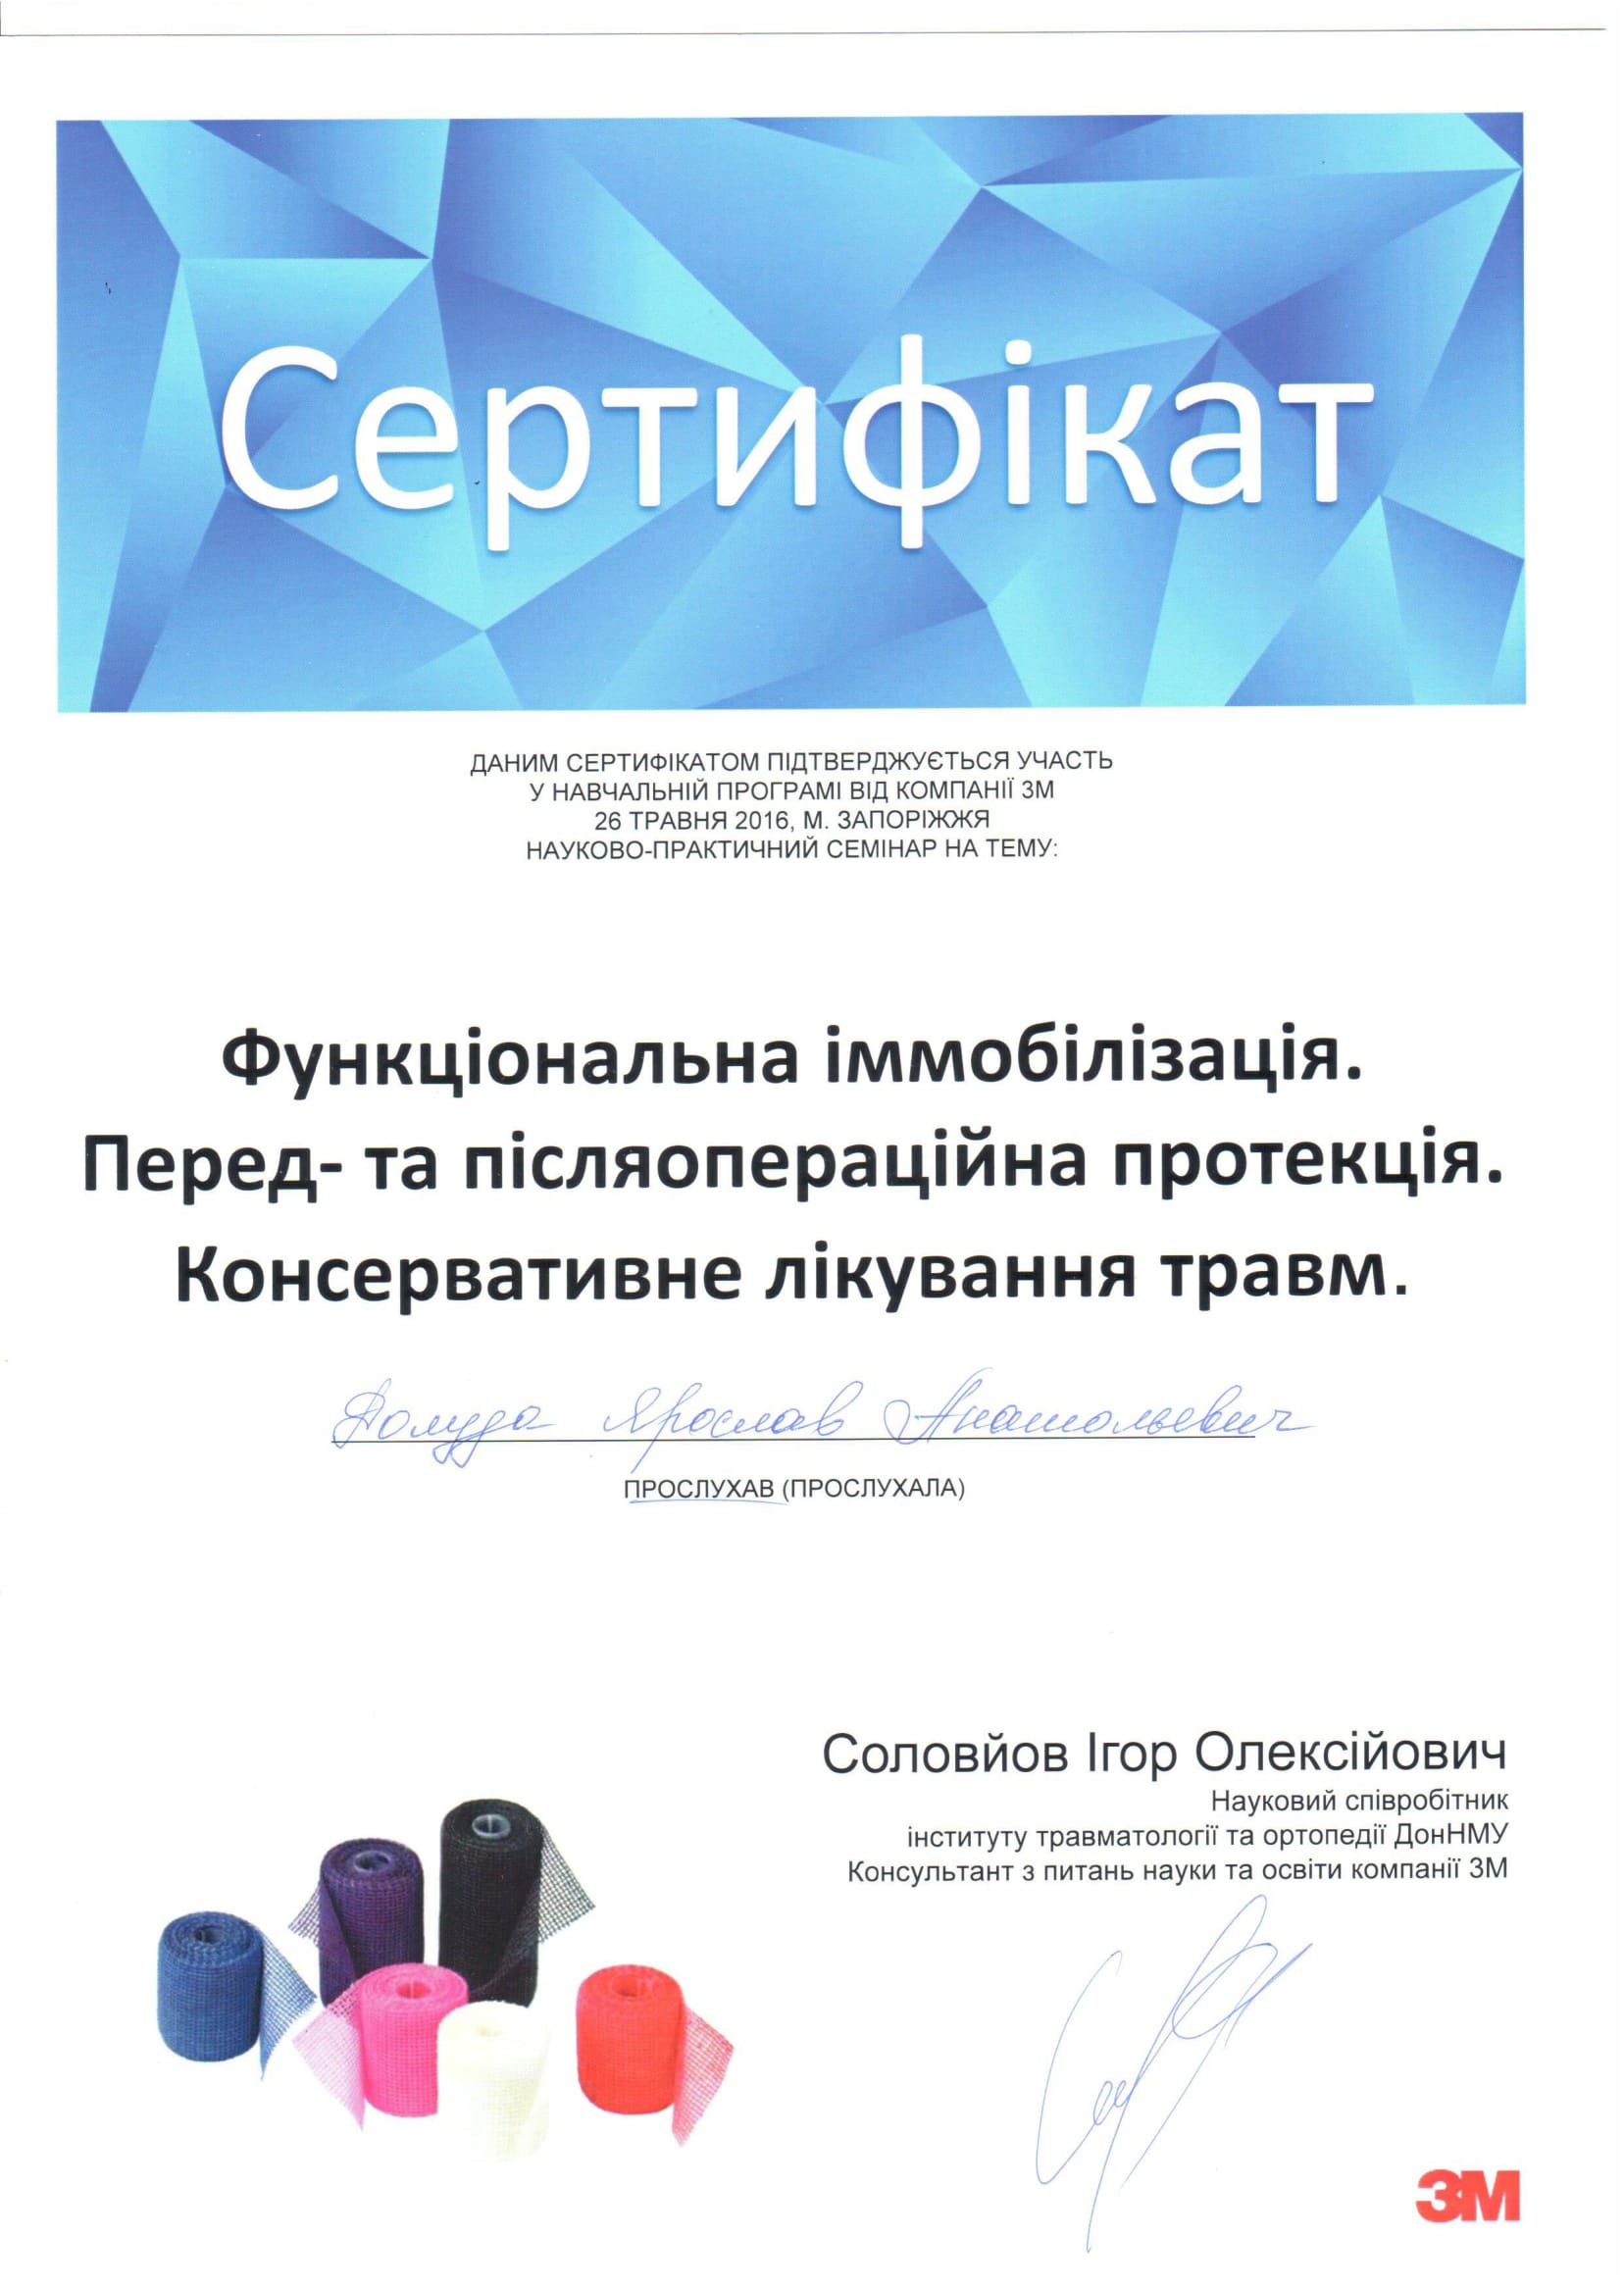 Сертифікат
ДАНИМ СЕРТИФІКАТОМ ПІДТВЕРДЖУЄТЬСЯ УЧАСТЬ
У НАВЧАЛЬНІЙ ПРОГРАМІ ВІД КОМПАНІЇ 3М
26 ТРАВНЯ 2016, М. ЗАПОРІЖЖЯ
НАУКОВО-ПРАКТИЧНИЙ СЕМІНАР НА ТЕМУ:
Функціональна іммобілізація.
Перед- та післяопераційна протекція.
Консервативне лікування травм.
Ярослав Анатольевич
ПРОСЛУХАВ (ПРОСЛУХАЛА)
Соловйов Ігор Олексійович
Науковий співробітник
інституту травматології та ортопедії ДонНМУ
Консультант з питань науки та освіти компанії 3М
3M